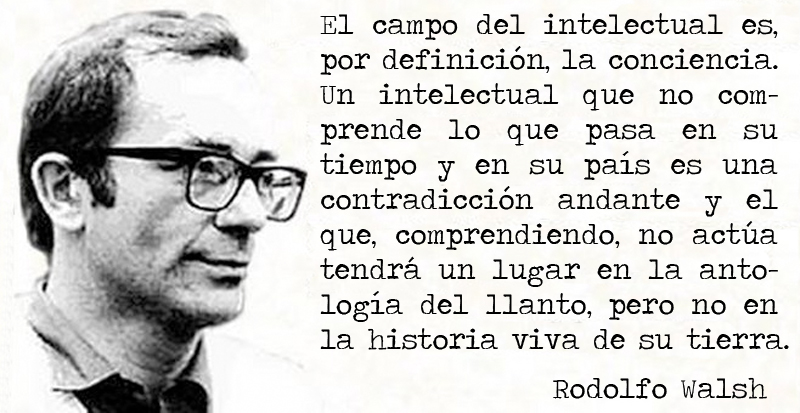 El campo del intelectual es,
por definición, la conciencia.
Un intelectual que no com-
prende lo que pasa en su
tiempo y en su país es una
contradicción andante y el
que, comprendiendo, no actúa
tendrá un lugar en la anto-
logía del llanto, pero no en
la historia viva de su tierra.
Rodolfo Walsh